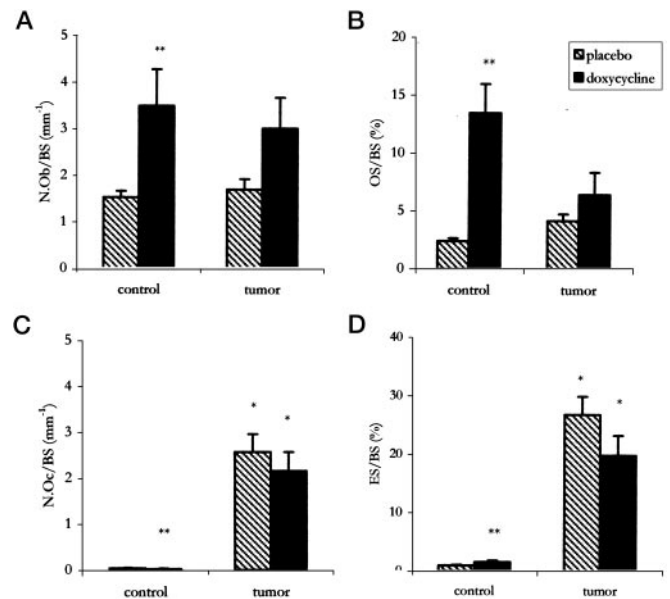 A
N.Ob/BS (mm⁻¹)
5
4
3
2
1
0
**
control
tumor
B
OS/BS (%)
20
15
10
5
0
**
placebo
doxycycline
control
tumor
C
N.Oc/BS (mm⁻¹)
5
4
3
2
1
0
**
*
*
control
tumor
D
ES/BS (%)
40
30
20
10
0
**
*
*
control
tumor